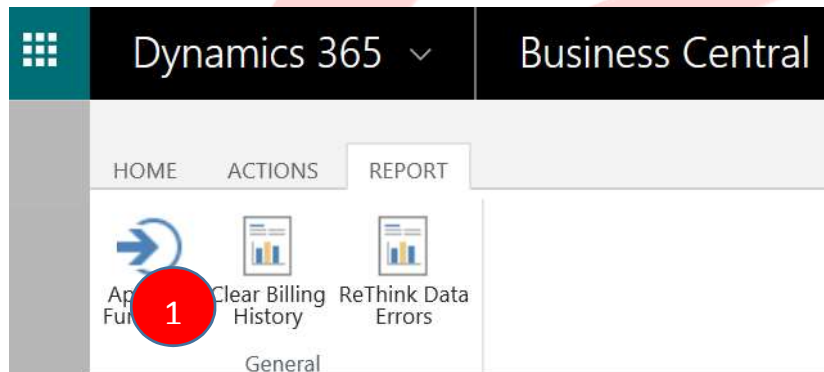 Dynamics 365 Business Central
HOME ACTIONS REPORT
Clear Billing ReThink Data
1 History Errors
General